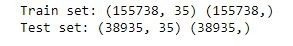 Train set: (155738, 35) (155738,)
Test set: (38935, 35) (38935,)